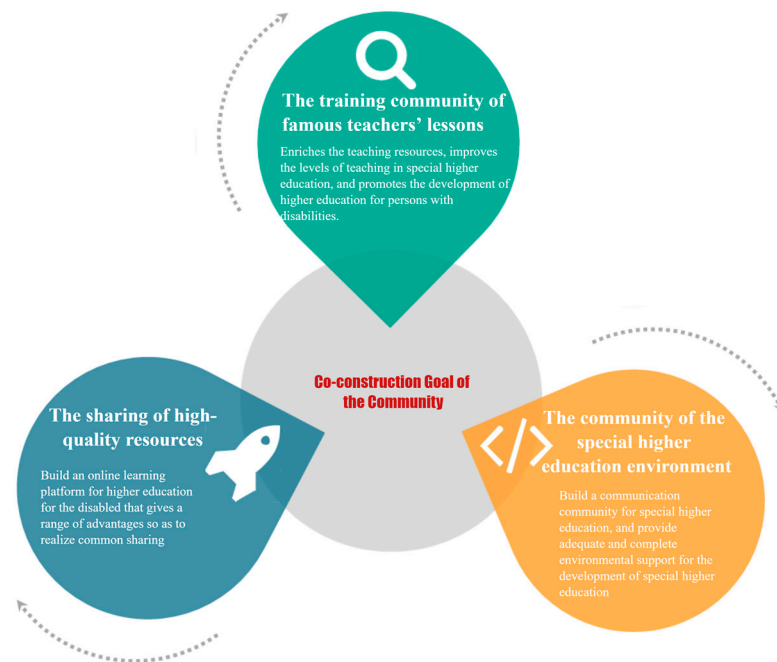 The training community of
famous teachers' lessons
Enriches the teaching resources, improves
the levels of teaching in special higher
education, and promotes the development of
higher education for persons with
disabilities.
Co-construction Goal of
the Community
The sharing of high-
quality resources
Build an online learning
platform for higher education
for the disabled that gives a
range of advantages so as to
realize common sharing
</>
The community of the
special higher
education environment
Build a communication
community for special higher
education, and provide
adequate and complete
environmental support for the
development of special higher
education